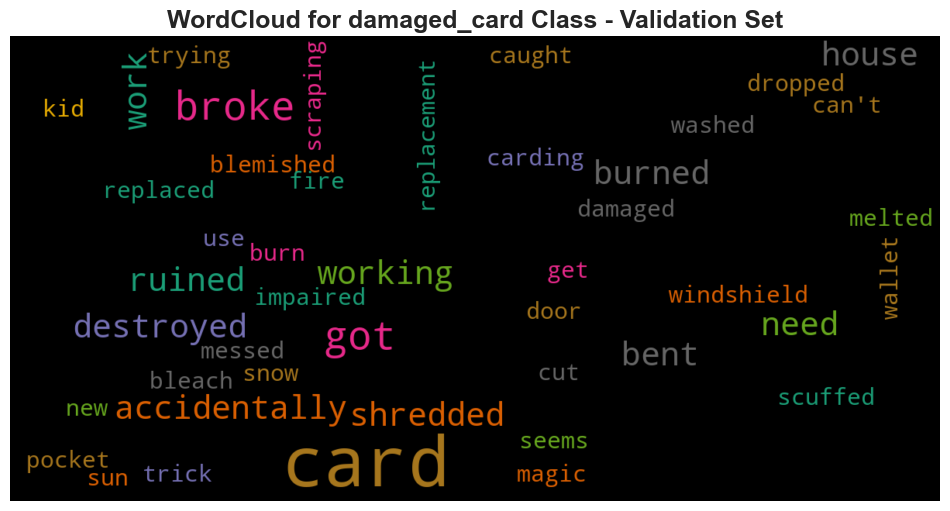 WordCloud for damaged_card Class - Validation Set
trying
caught
house
work
scraping
dropped
kid
broke
replacement
can't
washed
blemished
carding
burned
fire
replaced
damaged
melted
use
burn
wallet
ruined
working
get
impaired
windshield
door
need
destroyed
got
messed
bent
snow
cut
bleach
scuffed
new
accidentally
shredded
seems
card
pocket
sun
trick
magic